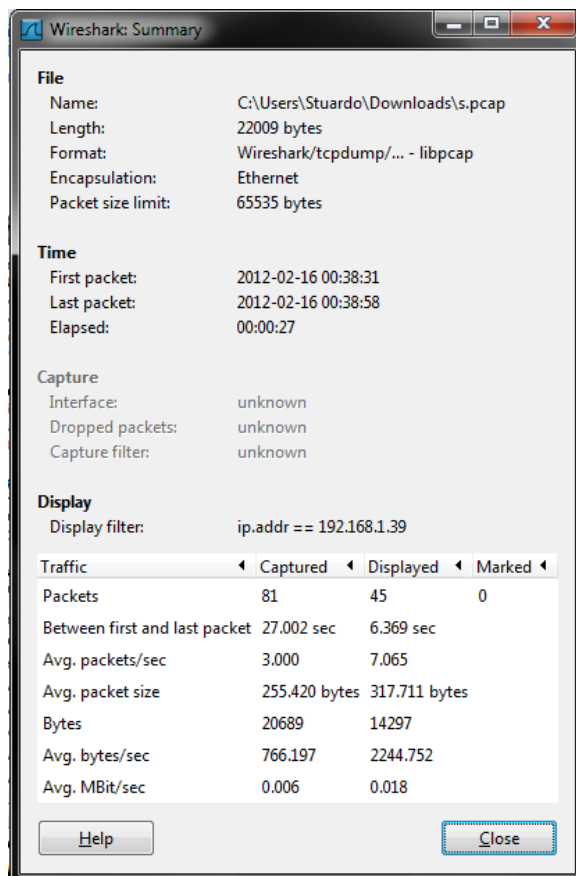 Wireshark: Summary
File
Name: C:\Users\Stuardo\Downloads\s.pcap
Length: 22009 bytes
Format: Wireshark/tcpdump/... - libpcap
Encapsulation: Ethernet
Packet size limit: 65535 bytes
Time
First packet: 2012-02-16 00:38:31
Last packet: 2012-02-16 00:38:58
Elapsed: 00:00:27
Capture
Interface: unknown
Dropped packets: unknown
Capture filter: unknown
Display
Display filter: ip.addr == 192.168.1.39
Traffic Captured Displayed Marked
Packets 81 45 0
Between first and last packet 27.002 sec 6.369 sec
Avg. packets/sec 3.000 7.065
Avg. packet size 255.420 bytes 317.711 bytes
Bytes 20689 14297
Avg. bytes/sec 766.197 2244.752
Avg. MBit/sec 0.006 0.018
Help Close